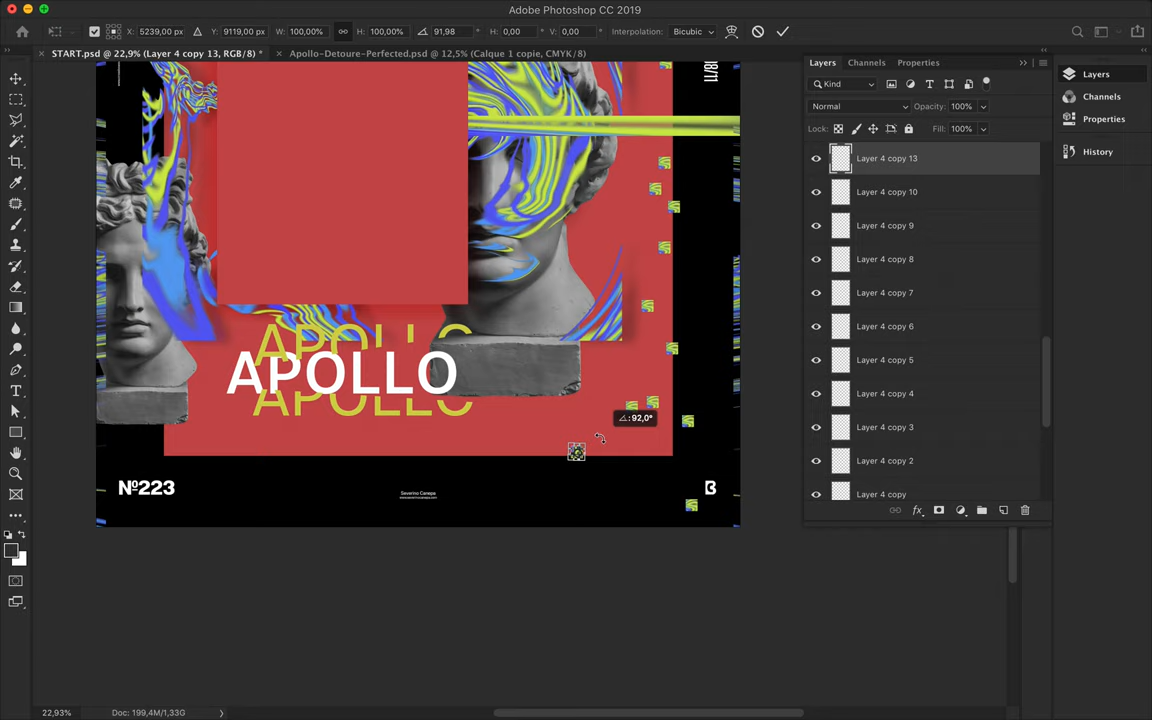 Adobe Photoshop CC 2019
X: 5239,00 px Y: 9119,00 px W: 100,00% H: 100,00% 91,98 ° H: 0,00 ° V: 0,00 ° Interpolation: Bicubic
START.psd @ 22,9% (Layer 4 copy 13, RGB/8) * Apollo-Detoure-Perfected.psd @ 12,5% (Calque 1 copie, CMYK/8)
Layers Channels Properties
Kind
Normal Opacity: 100%
Lock: Fill: 100%
Layer 4 copy 13
Layer 4 copy 10
Layer 4 copy 9
Layer 4 copy 8
Layer 4 copy 7
Layer 4 copy 6
Layer 4 copy 5
Layer 4 copy 4
Layer 4 copy 3
Layer 4 copy 2
Layer 4 copy
fx
Layers
Channels
Properties
History
APOLLO
APOLLO
APOLLO
:92,0°
Nº223
Severino Canepa
B
22,93% Doc: 199,4M/1,33G